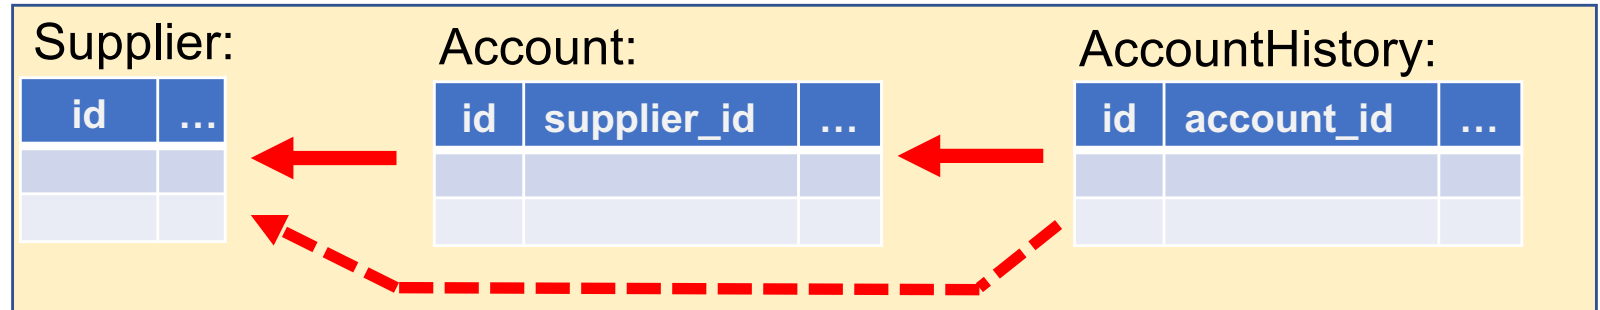 Supplier: Account: AccountHistory:
id … id supplier_id … id account_id …